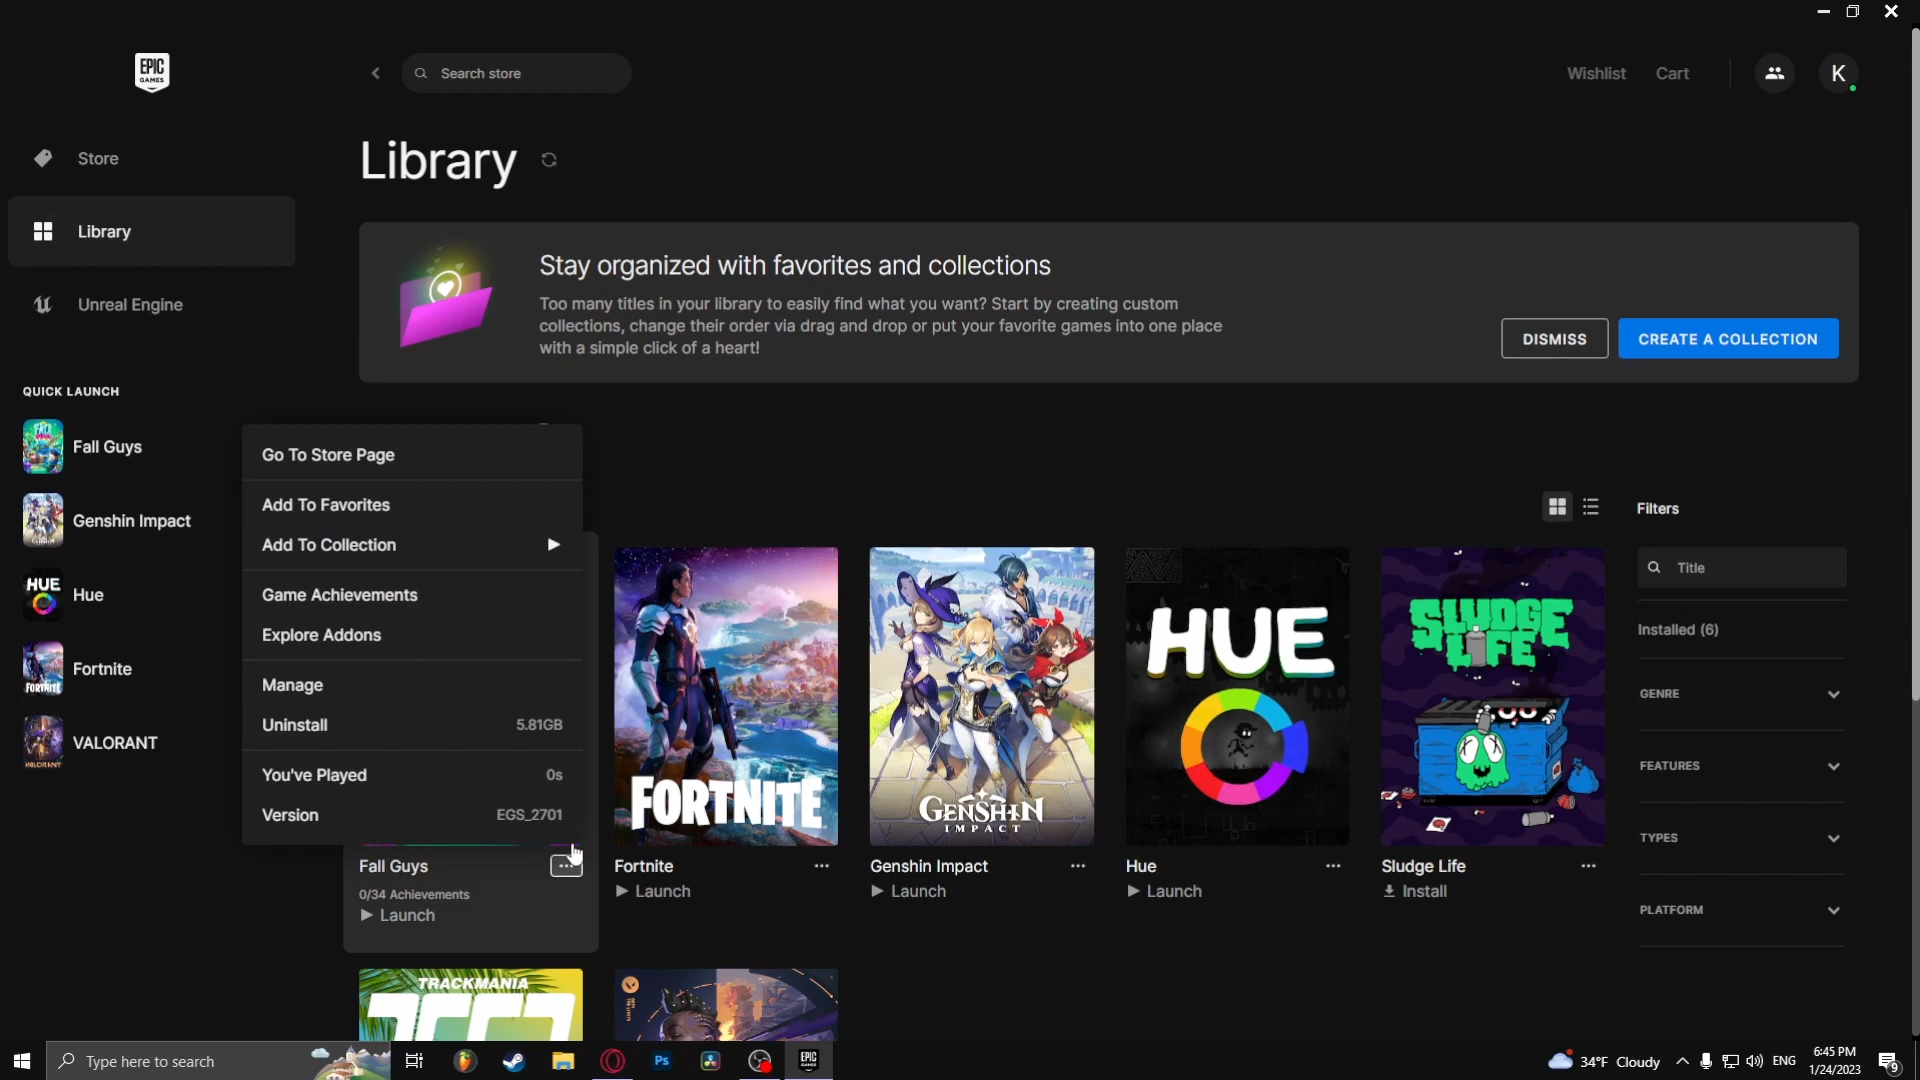 EPIC
GAMES
Search store
Wishlist
Cart
K
Store
Library
Unreal Engine
Library
Stay organized with favorites and collections
Too many titles in your library to easily find what you want? Start by creating custom
collections, change their order via drag and drop or put your favorite games into one place
with a simple click of a heart!
DISMISS
CREATE A COLLECTION
QUICK LAUNCH
Fall Guys
Genshin Impact
HUE
Hue
FORTNITE
Fortnite
VALORANT
VALORANT
Go To Store Page
Add To Favorites
Add To Collection
Game Achievements
Explore Addons
Manage
Uninstall 5.81GB
You've Played 0s
Version EGS_2701
Filters
Title
Installed (6)
GENRE
FEATURES
TYPES
PLATFORM
FORTNITE
GENSHIN
IMPACT
HUE
SLUDGE
LIFE
Fall Guys
0/34 Achievements
Launch
Fortnite
Launch
Genshin Impact
Launch
Hue
Launch
Sludge Life
Install
TRACKMANIA
Type here to search
Ps
EPIC
GAMES
34°F Cloudy
ENG
6:45 PM
1/24/2023
9